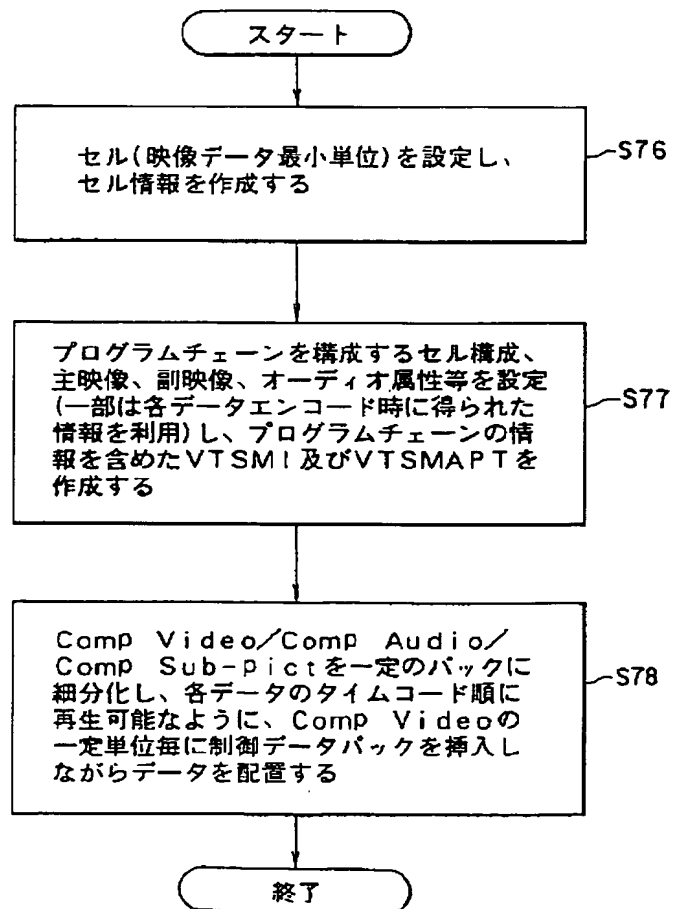 スタート
セル(映像データ最小単位)を設定し、
セル情報を作成する
S76
プログラムチェーンを構成するセル構成、
主映像、副映像、オーディオ属性等を設定
(一部は各データエンコード時に得られた
情報を利用)し、プログラムチェーンの情
報を含めたVTSMI及びVTSMAPTを
作成する
S77
Comp Video/Comp Audio/
Comp Sub-pictを一定のパックに
細分化し、各データのタイムコード順に
再生可能なように、Comp Videoの
一定単位毎に制御データパックを挿入し
ながらデータを配置する
S78
終了